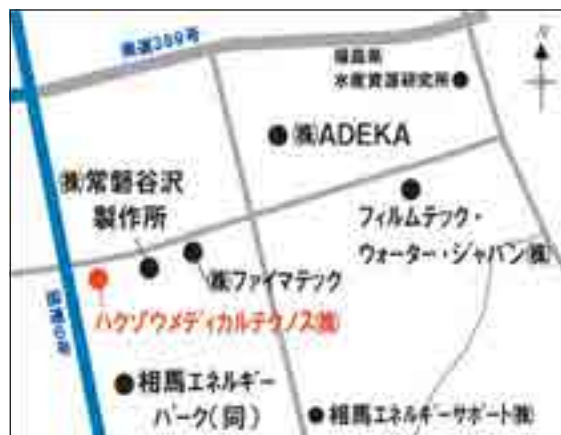 県道389号
N
福島県
水産資源研究所
㈱ADEKA
㈱常磐谷沢
製作所
フィルムテック・
ウォーター・ジャパン㈱
㈱ファイマテック
ハクゾウメディカルテクノス㈱
国道6号
相馬エネルギー
パーク(同)
相馬エネルギーサポート㈱